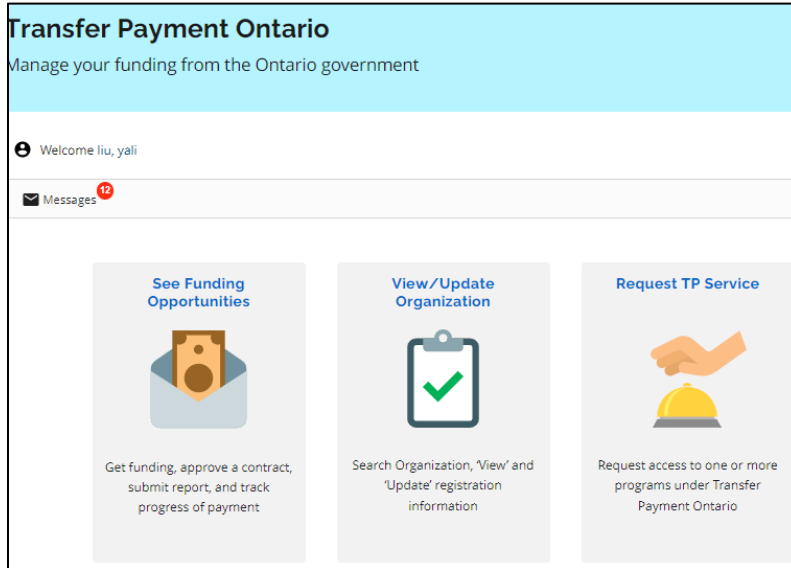 Transfer Payment Ontario
Manage your funding from the Ontario government
Welcome liu, yali
Messages 12
See Funding
Opportunities
View/Update
Organization
Request TP Service
Get funding, approve a contract,
submit report, and track
progress of payment
Search Organization, 'View' and
'Update' registration
information
Request access to one or more
programs under Transfer
Payment Ontario